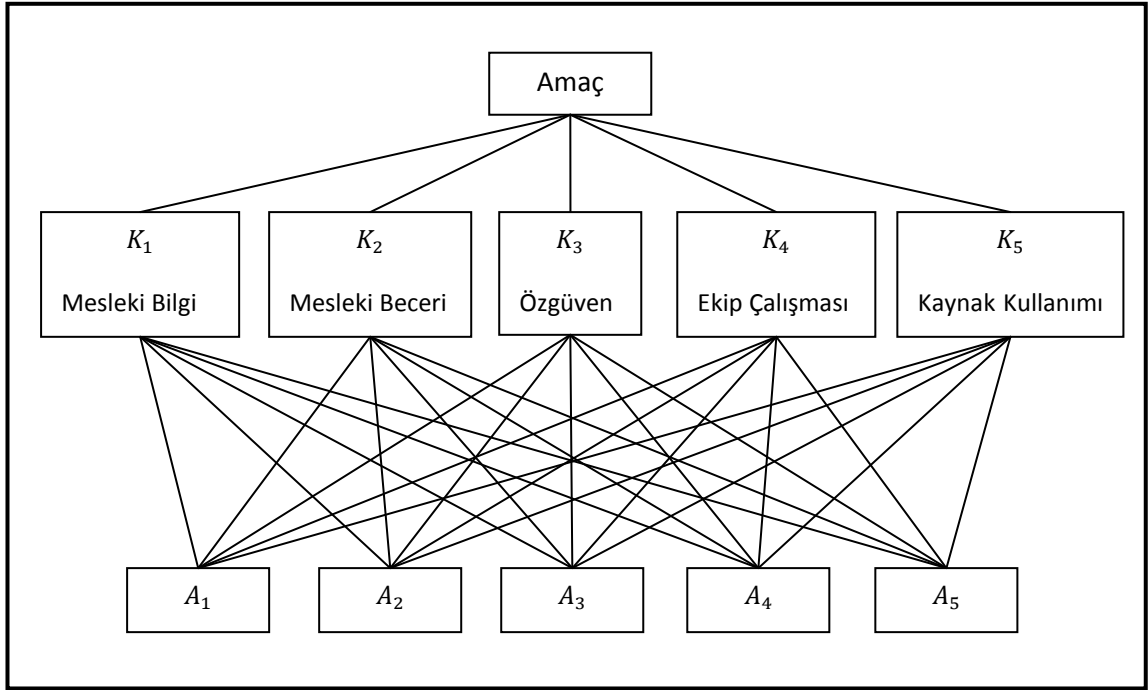 Amaç
K₁
Mesleki Bilgi
K₂
Mesleki Beceri
K₃
Özgüven
K₄
Ekip Çalışması
K₅
Kaynak Kullanımı
A₁
A₂
A₃
A₄
A₅